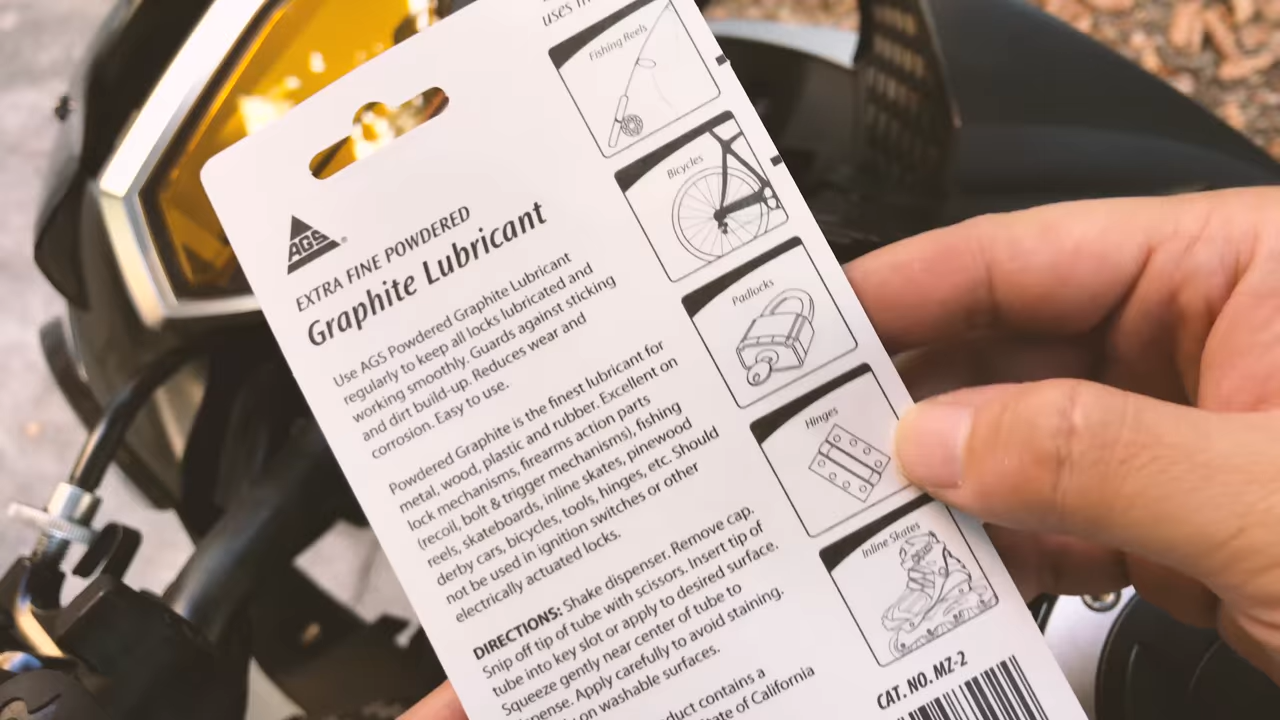 uses
Fishing Reels
Bicycles
Padlocks
Hinges
Inline Skates
AGS®
EXTRA FINE POWDERED
Graphite Lubricant
Use AGS Powdered Graphite Lubricant
regularly to keep all locks lubricated and
working smoothly. Guards against sticking
and dirt build-up. Reduces wear and
corrosion. Easy to use.
Powdered Graphite is the finest lubricant for
metal, wood, plastic and rubber. Excellent on
lock mechanisms, firearms action parts
(recoil, bolt & trigger mechanisms), fishing
reels, skateboards, inline skates, pinewood
derby cars, bicycles, tools, hinges, etc. Should
not be used in ignition switches or other
electrically actuated locks.
DIRECTIONS: Shake dispenser. Remove cap.
Snip off tip of tube with scissors. Insert tip of
tube into key slot or apply to desired surface.
Squeeze gently near center of tube to
pense. Apply carefully to avoid staining.
on washable surfaces.
duct contains a
ate of California
CAT. NO. MZ-2